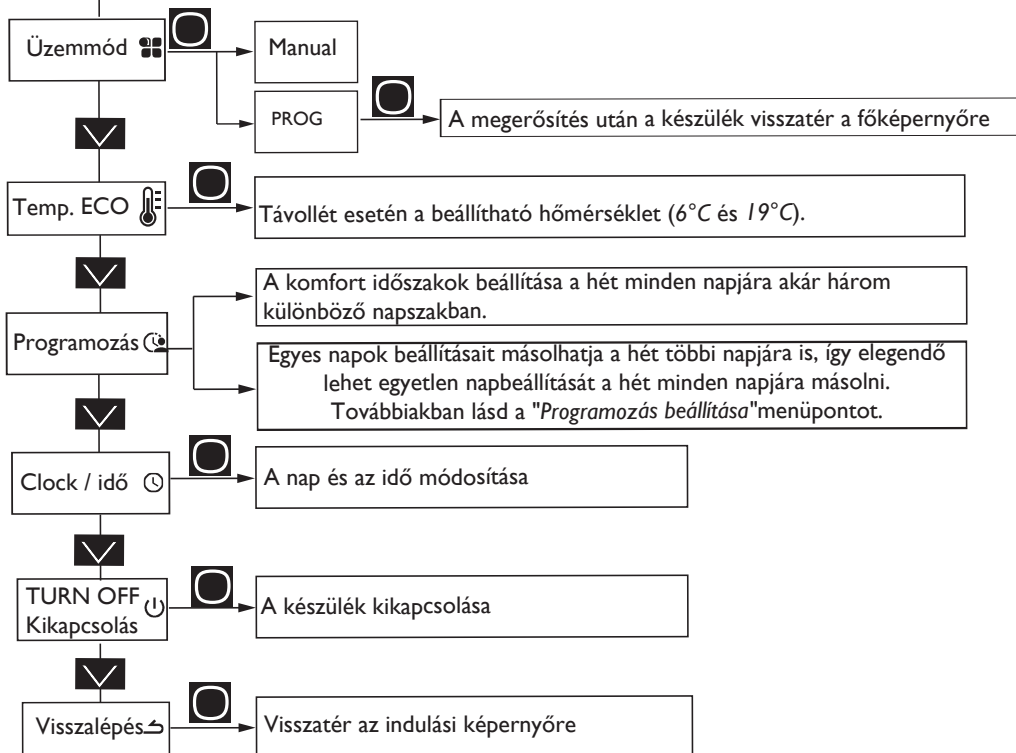 Üzemmód
Manual
PROG
A megerősítés után a készülék visszatér a főképernyőre
Temp. ECO
Távollét esetén a beállítható hőmérséklet (6°C és 19°C).
Programozás
A komfort időszakok beállítása a hét minden napjára akár három
különböző napszakban.
Egyes napok beállításait másolhatja a hét többi napjára is, így elegendő
lehet egyetlen napbeállítását a hét minden napjára másolni.
Továbbiakban lásd a "Programozás beállítása"menüpontot.
Clock / idő
A nap és az idő módosítása
TURN OFF
Kikapcsolás
A készülék kikapcsolása
Visszalépés
Visszatér az indulási képernyőre